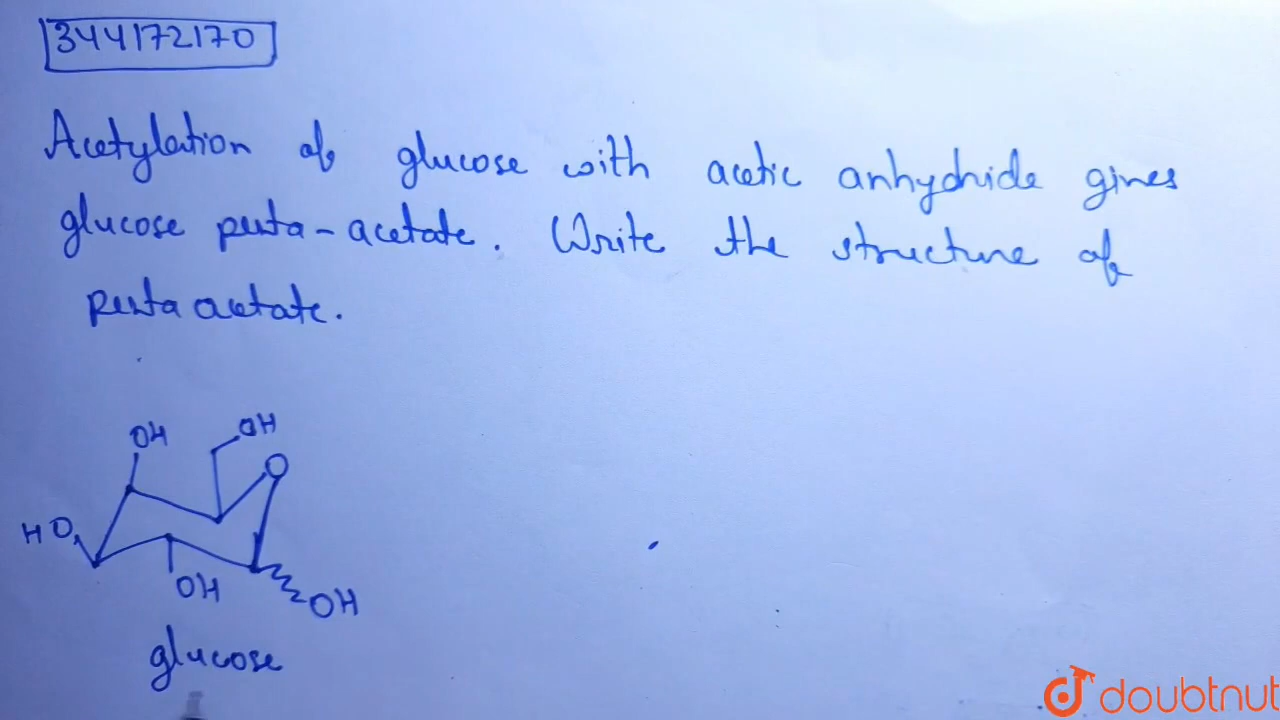 344172170
Acetylation of glucose with acetic anhydride gives
glucose penta-acetate. Write the structure of
penta acetate.
OH
OH
O
HO
OH
OH
glucose
doubtnut